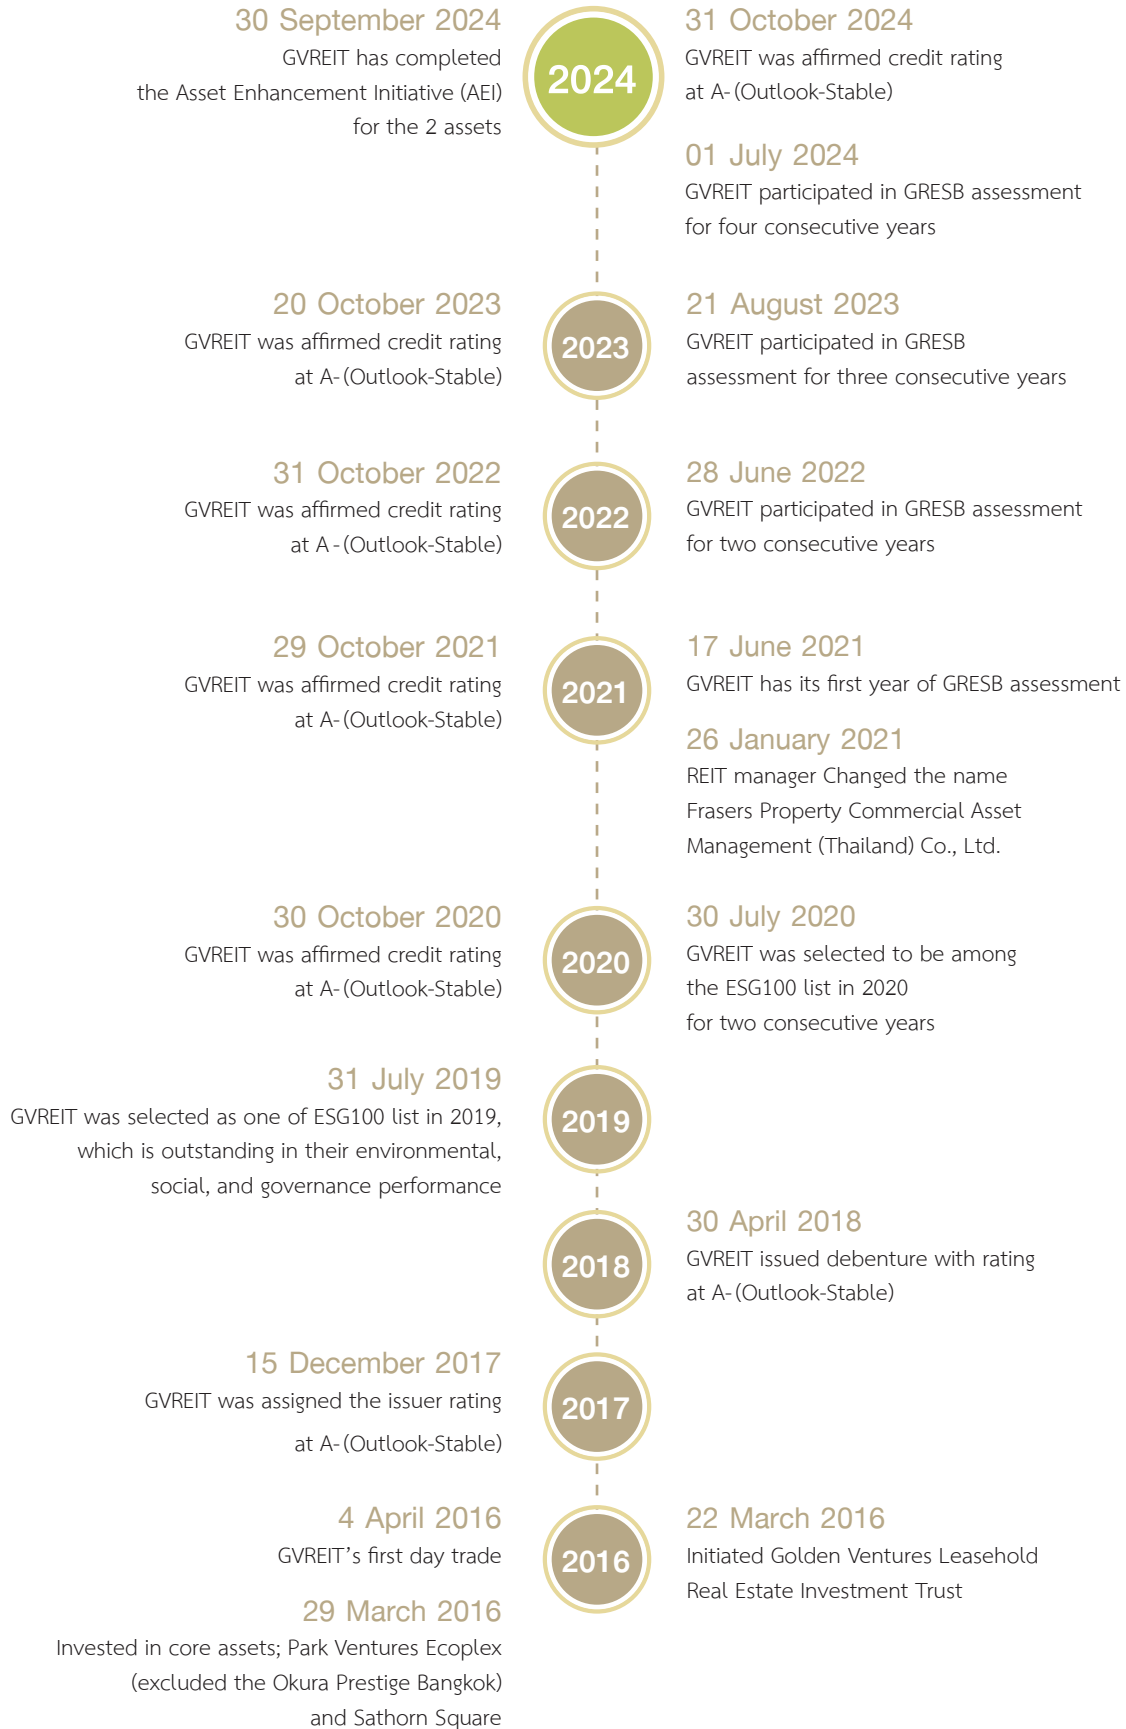 30 September 2024
GVREIT has completed
the Asset Enhancement Initiative (AEI)
for the 2 assets
2024
31 October 2024
GVREIT was affirmed credit rating
at A-(Outlook-Stable)
01 July 2024
GVREIT participated in GRESB assessment
for four consecutive years
20 October 2023
GVREIT was affirmed credit rating
at A-(Outlook-Stable)
2023
21 August 2023
GVREIT participated in GRESB
assessment for three consecutive years
31 October 2022
GVREIT was affirmed credit rating
at A -(Outlook-Stable)
2022
28 June 2022
GVREIT participated in GRESB assessment
for two consecutive years
29 October 2021
GVREIT was affirmed credit rating
at A-(Outlook-Stable)
2021
17 June 2021
GVREIT has its first year of GRESB assessment
26 January 2021
REIT manager Changed the name
Frasers Property Commercial Asset
Management (Thailand) Co., Ltd.
30 October 2020
GVREIT was affirmed credit rating
at A-(Outlook-Stable)
2020
30 July 2020
GVREIT was selected to be among
the ESG100 list in 2020
for two consecutive years
31 July 2019
GVREIT was selected as one of ESG100 list in 2019,
which is outstanding in their environmental,
social, and governance performance
2019
2018
30 April 2018
GVREIT issued debenture with rating
at A-(Outlook-Stable)
15 December 2017
GVREIT was assigned the issuer rating
at A-(Outlook-Stable)
2017
4 April 2016
GVREIT's first day trade
29 March 2016
Invested in core assets; Park Ventures Ecoplex
(excluded the Okura Prestige Bangkok)
and Sathorn Square
2016
22 March 2016
Initiated Golden Ventures Leasehold
Real Estate Investment Trust